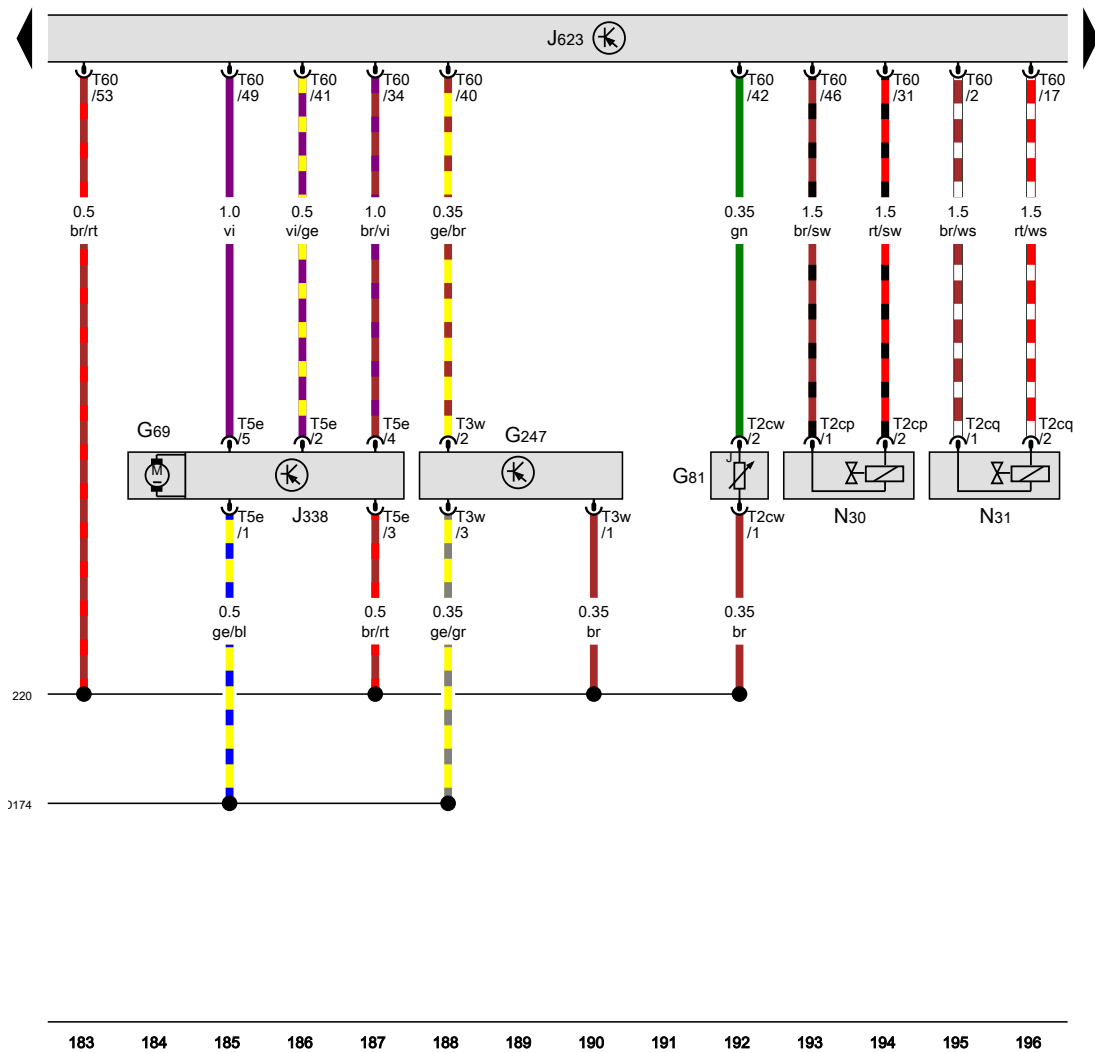 J623
T60 T60 T60 T60 T60 T60 T60 T60 T60 T60
/53 /49 /41 /34 /40 /42 /46 /31 /2 /17
0.5 1.0 0.5 1.0 0.35 0.35 1.5 1.5 1.5 1.5
br/rt vi vi/ge br/vi ge/br gn br/sw rt/sw br/ws rt/ws
T5e T5e T5e T3w T2cw T2cp T2cp T2cq T2cq
/5 /2 /4 /2 /2 /1 /2 /1 /2
G69 G247
M J
G81
J338 N30 N31
T5e T5e T3w T3w T2cw
/1 /3 /3 /1 /1
0.5 0.5 0.35 0.35 0.35
ge/bl br/rt ge/gr br br
220
174
183 184 185 186 187 188 189 190 191 192 193 194 195 196